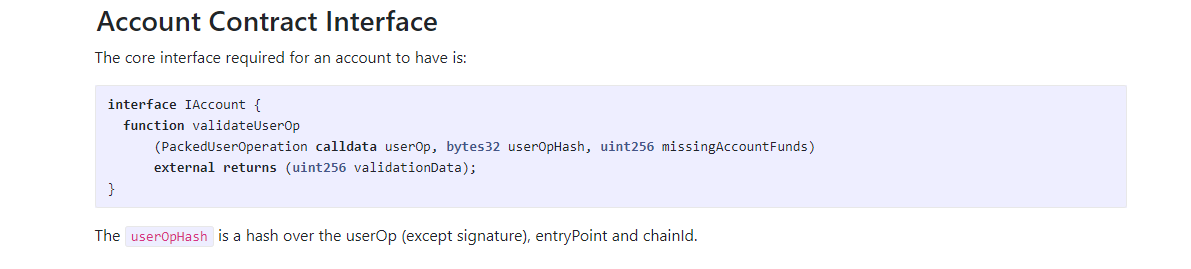 Account Contract Interface
The core interface required for an account to have is:
interface IAccount {
  function validateUserOp
      (PackedUserOperation calldata userOp, bytes32 userOpHash, uint256 missingAccountFunds)
      external returns (uint256 validationData);
}
The userOpHash is a hash over the userOp (except signature), entryPoint and chainId.